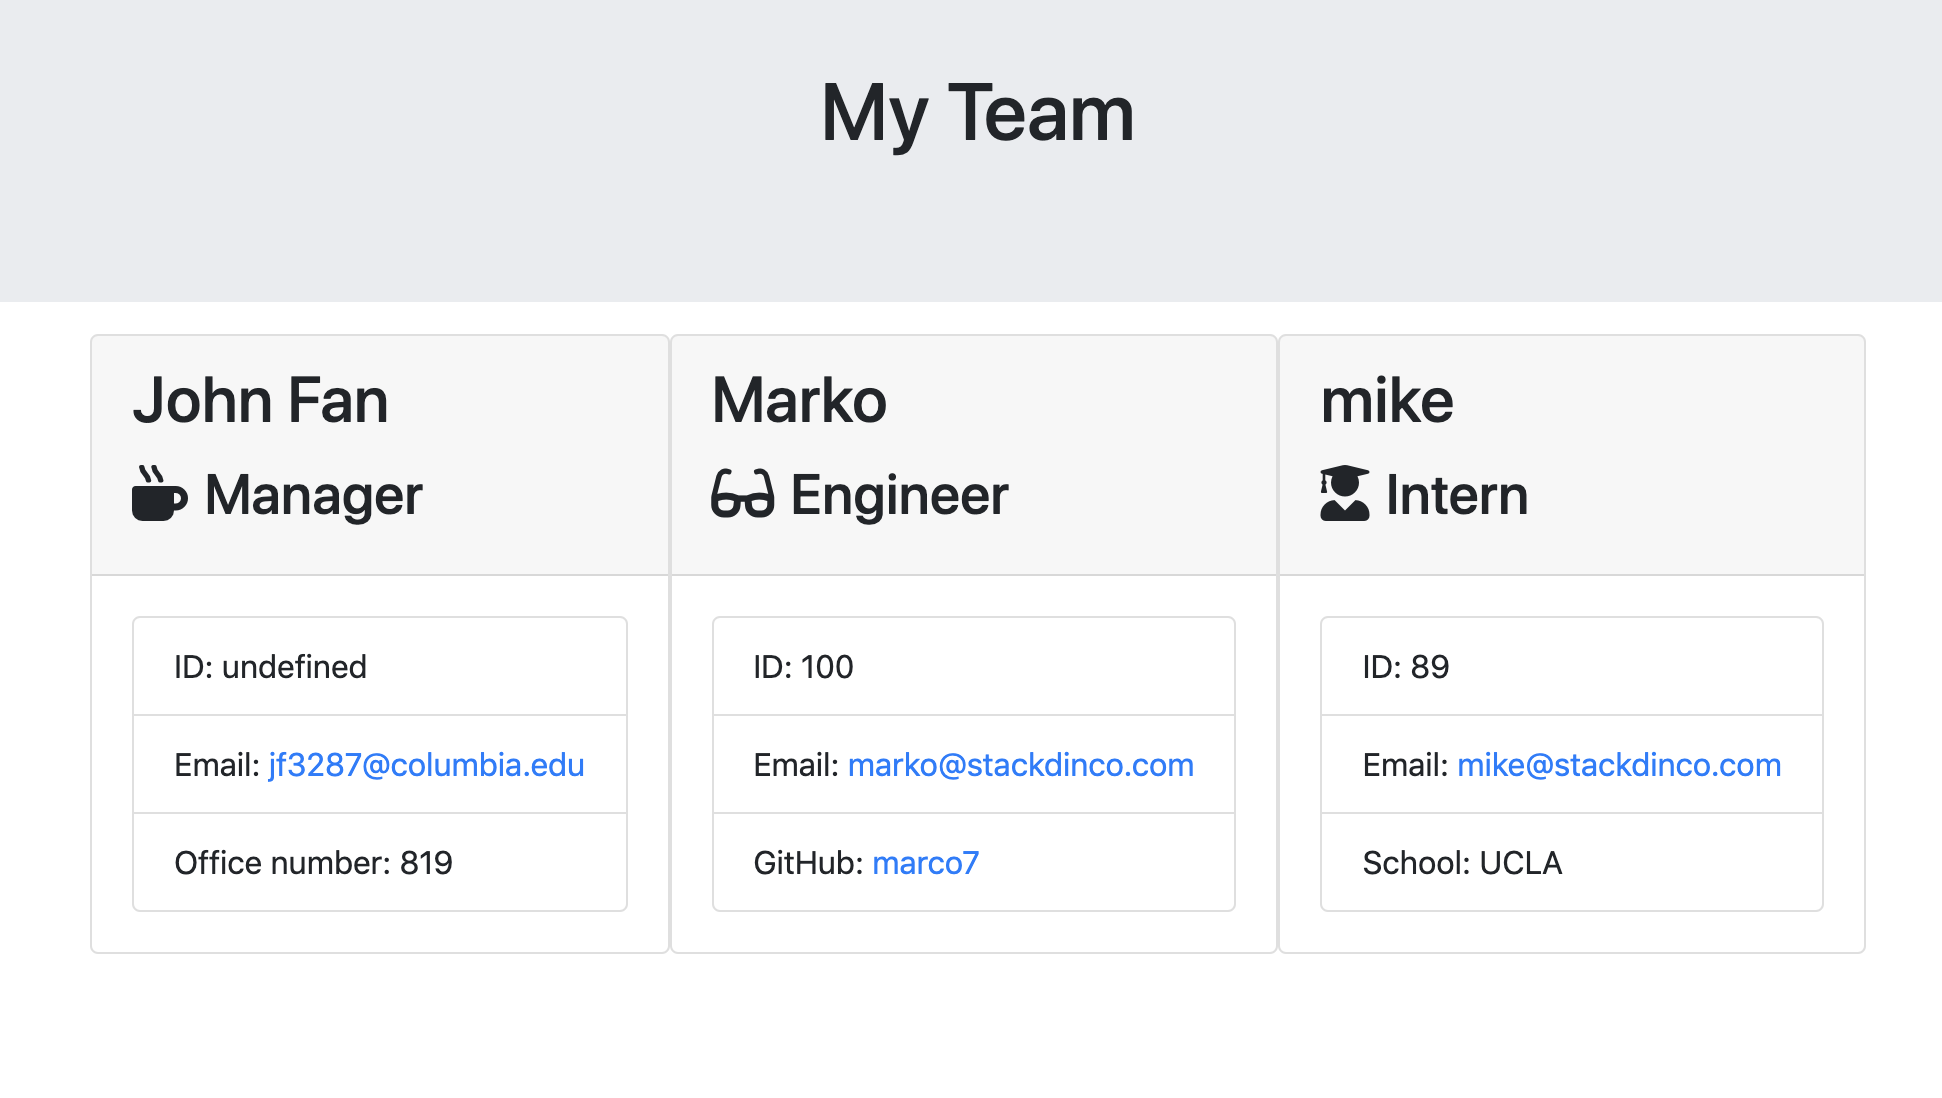 My Team
John Fan
Manager
ID: undefined
Email: jf3287@columbia.edu
Office number: 819
Marko
Engineer
ID: 100
Email: marko@stackdinco.com
GitHub: marco7
mike
Intern
ID: 89
Email: mike@stackdinco.com
School: UCLA